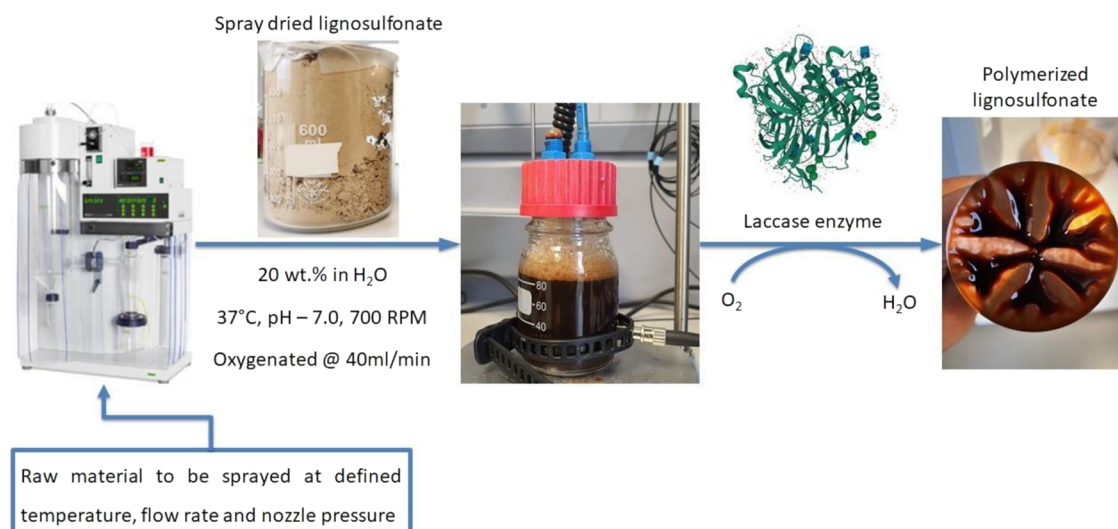 Spray dried lignosulfonate
600
ml
80
60
40
20 wt.% in H₂O
37°C, pH – 7.0, 700 RPM
Oxygenated @ 40ml/min
Laccase enzyme
O₂
H₂O
Polymerized
lignosulfonate
Raw material to be sprayed at defined
temperature, flow rate and nozzle pressure